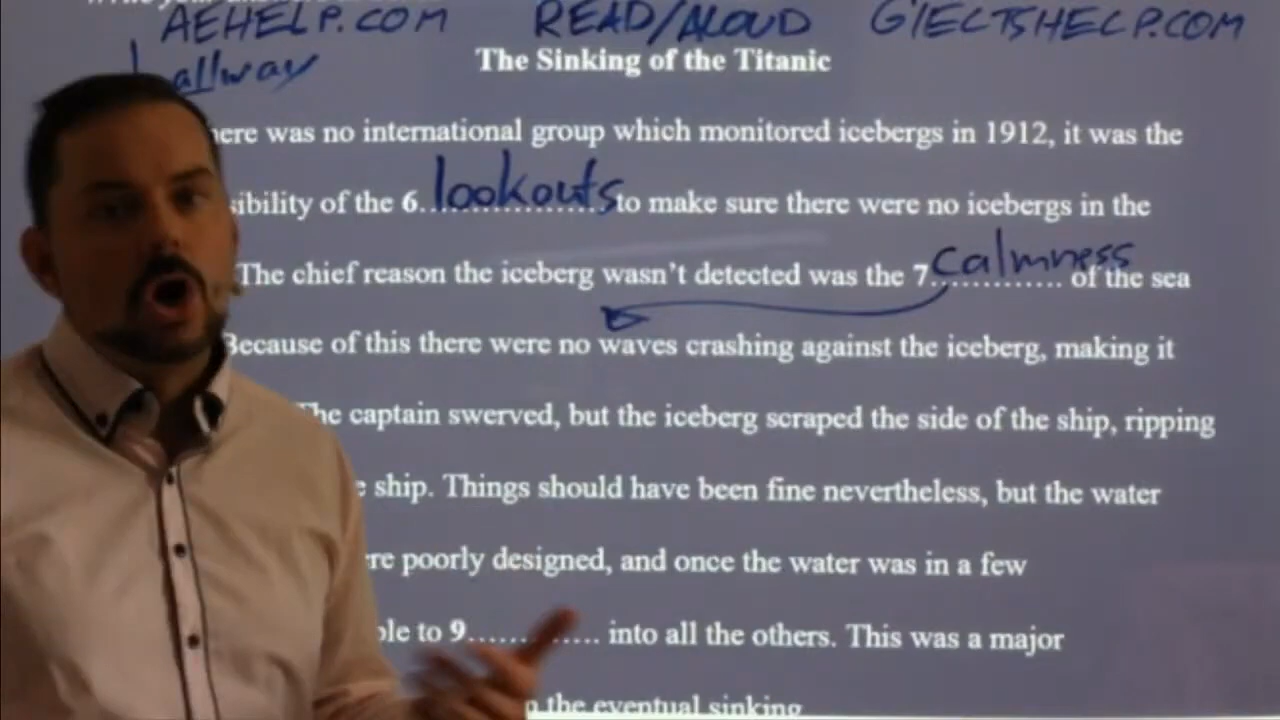 AEHELP.COM READ/ALOUD G/IELTSHELP.COM
hallway
The Sinking of the Titanic
here was no international group which monitored icebergs in 1912, it was the
sibility of the 6. lookouts to make sure there were no icebergs in the
The chief reason the iceberg wasn't detected was the 7. calmness of the sea
Because of this there were no waves crashing against the iceberg, making it
The captain swerved, but the iceberg scraped the side of the ship, ripping
e ship. Things should have been fine nevertheless, but the water
re poorly designed, and once the water was in a few
ble to 9............. into all the others. This was a major
the eventual sinking